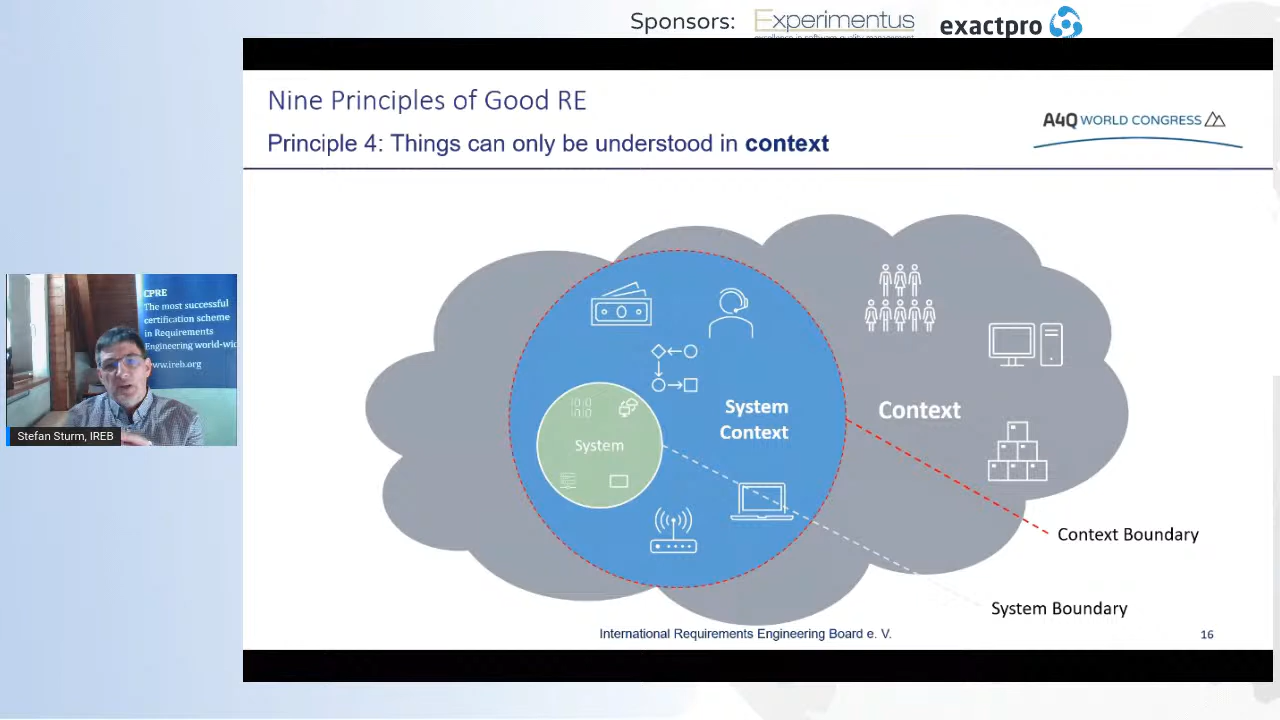 Sponsors:
Experimentus
exactpro
Nine Principles of Good RE
Principle 4: Things can only be understood in context
A4Q WORLD CONGRESS
CPRE
The most successful
certification scheme
in Requirements
Engineering world-wid
www.ireb.org
Stefan Sturm, IREB
System
Context
System
Context
Context Boundary
System Boundary
International Requirements Engineering Board e. V.
16